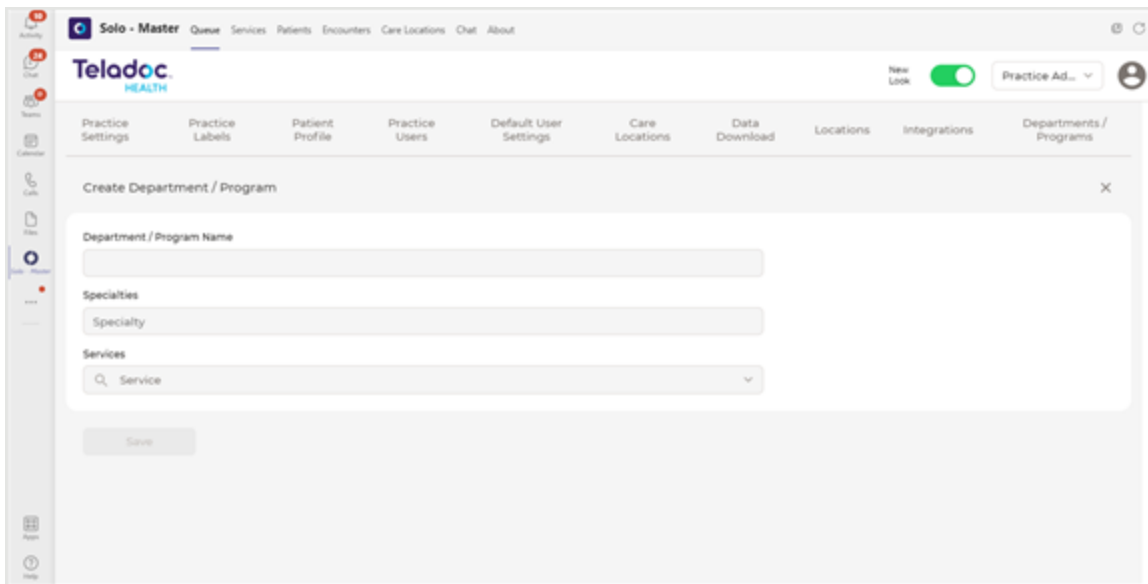 Activity
Chat
Teams
Calendar
Calls
Files
Solo - Master
Apps
Help
Solo - Master Queue Services Patients Encounters Care Locations Chat About
Teladoc
HEALTH
New
Look
Practice Ad...
Practice
Settings
Practice
Labels
Patient
Profile
Practice
Users
Default User
Settings
Care
Locations
Data
Download
Locations
Integrations
Departments /
Programs
Create Department / Program
Department / Program Name
Specialties
Specialty
Services
Service
Save